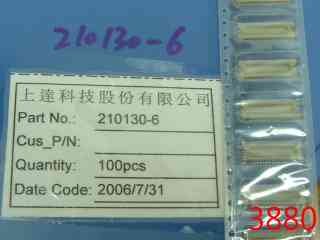 210130-6
上達科技股份有限公司
Part No.: 210130-6
Cus_P/N:
Quantity: 100pcs
Date Code: 2006/7/31
3880